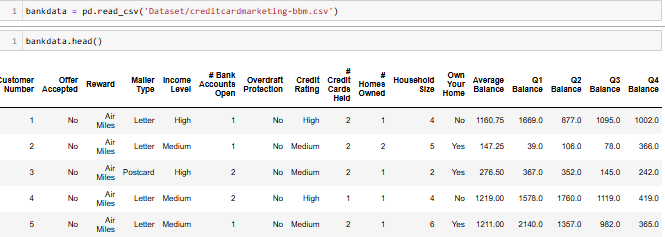 1 bankdata = pd.read_csv('Dataset/creditcardmarketing-bbm.csv')
1 bankdata.head()
Customer Number Offer Accepted Reward Mailer Type Income Level # Bank Accounts Open Overdraft Protection Credit Rating # Credit Cards Held # Homes Owned Household Size Own Your Home Average Balance Q1 Balance Q2 Balance Q3 Balance Q4 Balance
1 No Air Miles Letter High 1 No High 2 1 4 No 1160.75 1669.0 877.0 1095.0 1002.0
2 No Air Miles Letter Medium 1 No Medium 2 2 5 Yes 147.25 39.0 106.0 78.0 366.0
3 No Air Miles Postcard High 2 No Medium 2 1 2 Yes 276.50 367.0 352.0 145.0 242.0
4 No Air Miles Letter Medium 2 No High 1 1 4 No 1219.00 1578.0 1760.0 1119.0 419.0
5 No Air Miles Letter Medium 1 No Medium 2 1 6 Yes 1211.00 2140.0 1357.0 982.0 365.0